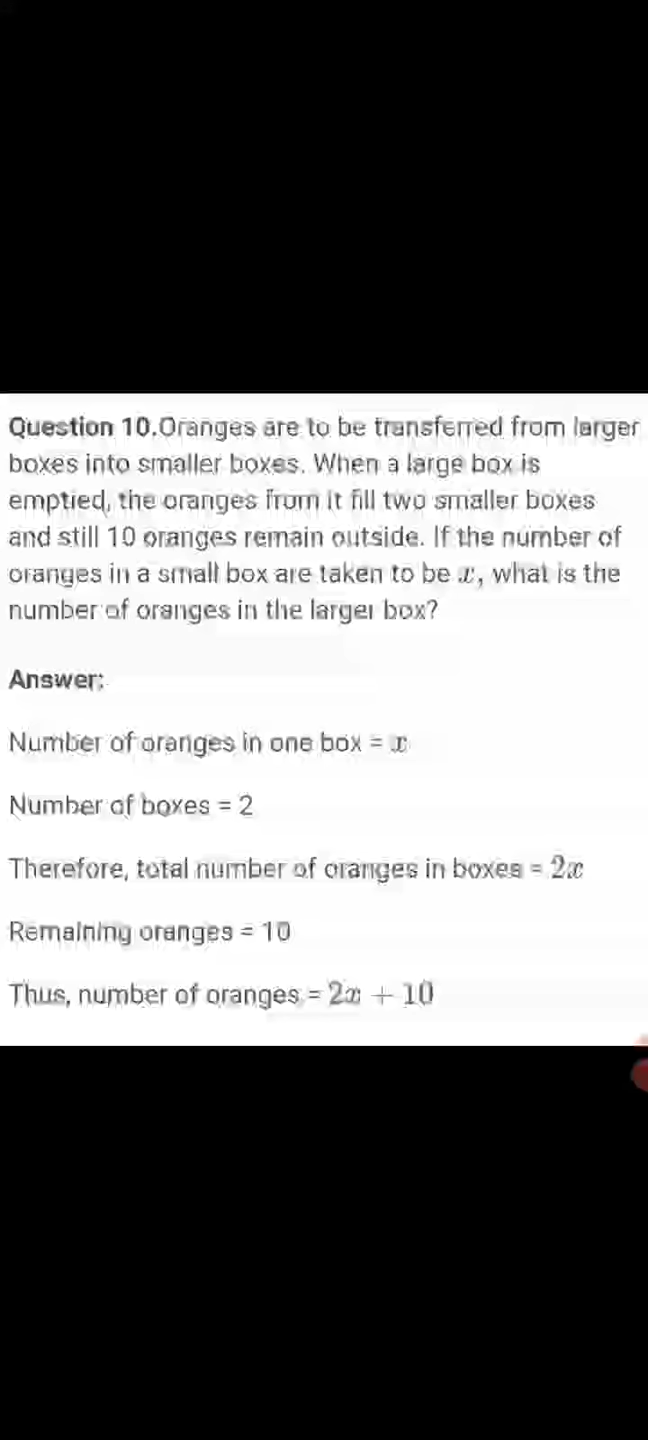 Question 10.Oranges are to be transferred from larger
boxes into smaller boxes. When a large box is
emptied, the oranges from it fill two smaller boxes
and still 10 oranges remain outside. If the number of
oranges in a small box are taken to be x, what is the
number of oranges in the larger box?
Answer:
Number of oranges in one box = x
Number of boxes = 2
Therefore, total number of oranges in boxes = 2x
Remaining oranges = 10
Thus, number of oranges = 2x + 10